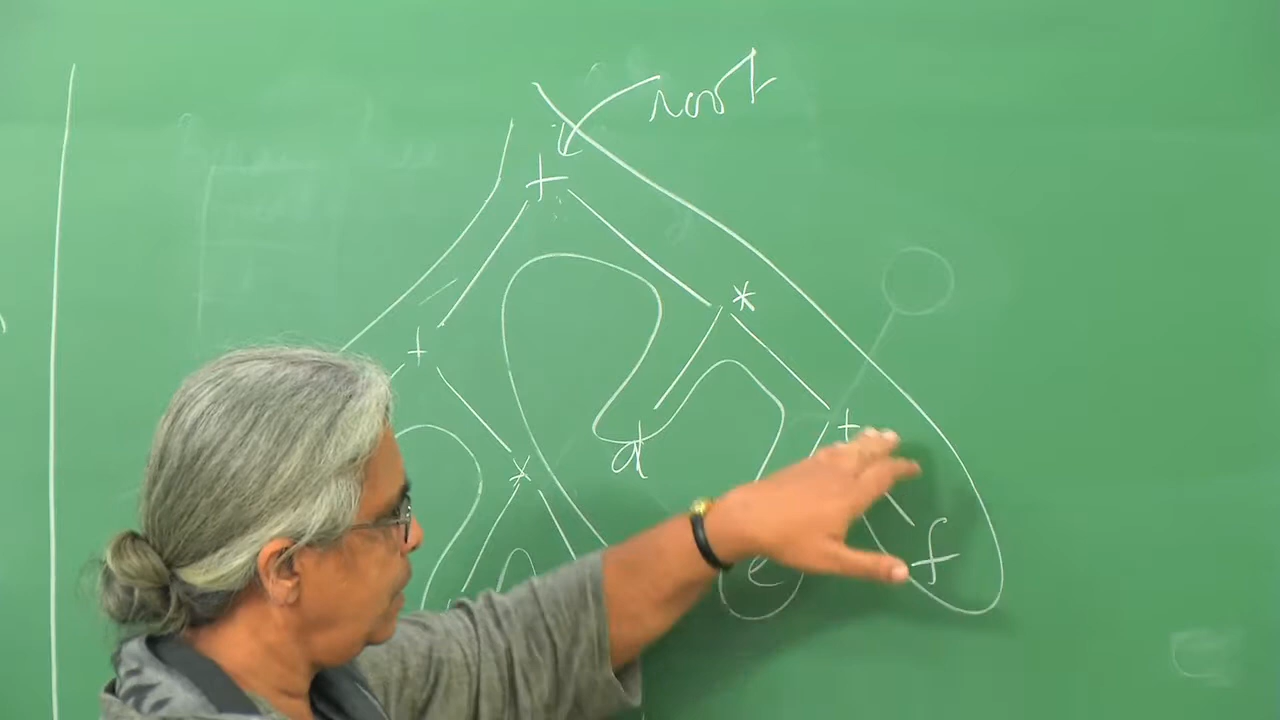 root
+
+ *
* d +
e f